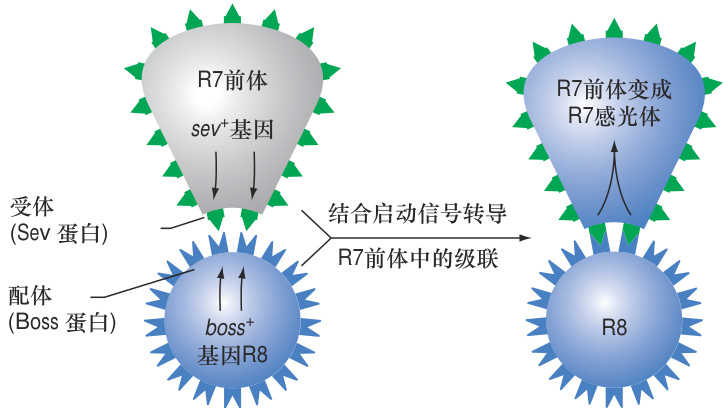 R7前体
sev⁺基因
受体
(Sev 蛋白)
配体
(Boss 蛋白)
boss⁺
基因R8
结合启动信号转导
R7前体中的级联
R7前体变成
R7感光体
R8